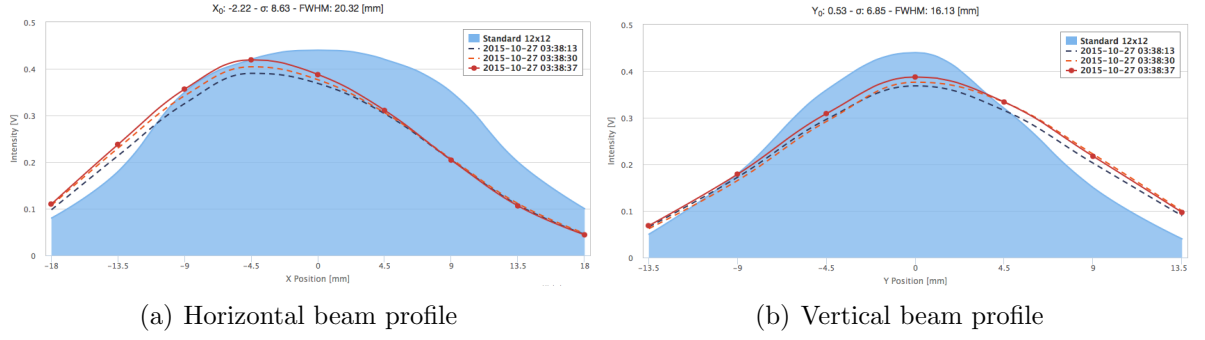 X₀: -2.22 - σ: 8.63 - FWHM: 20.32 [mm]
0.5
0.4
0.3
0.2
0.1
0
Intensity [V]
Standard 12x12
2015-10-27 03:38:13
2015-10-27 03:38:30
2015-10-27 03:38:37
−18 −13.5 −9 −4.5 0 4.5 9 13.5 18
X Position [mm]
(a) Horizontal beam profile
Y₀: 0.53 - σ: 6.85 - FWHM: 16.13 [mm]
0.5
0.4
0.3
0.2
0.1
0
Intensity [V]
Standard 12x12
2015-10-27 03:38:13
2015-10-27 03:38:30
2015-10-27 03:38:37
−13.5 −9 −4.5 0 4.5 9 13.5
Y Position [mm]
(b) Vertical beam profile